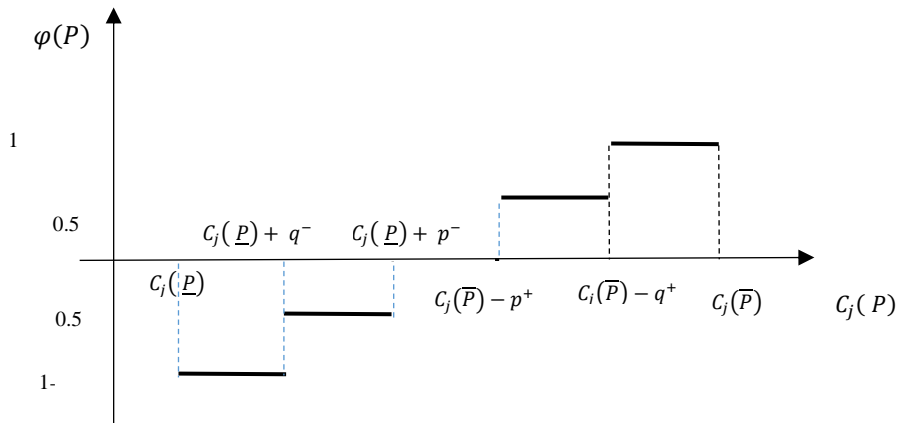 φ(P)
1
0.5
C_j(P̲) + q⁻ C_j(P̲) + p⁻
C_j(P̲)
C_j(P̅) − p⁺ C_i(P̅) − q⁺ C_j(P̅) C_j(P)
0.5
1-